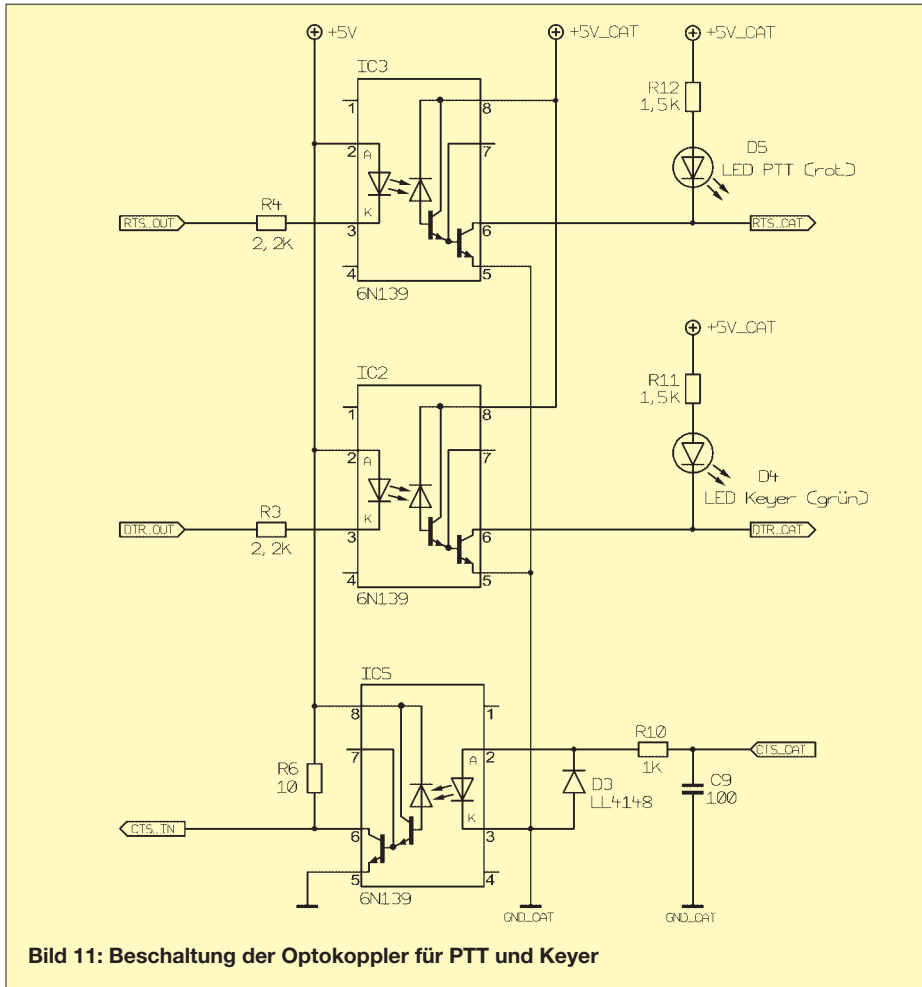 +5V
+5V_CAT
+5V_CAT
IC3
1
8
R12
1,5K
2
A
7
D5
LED PTT (rot)
RTS_OUT
R4
2,2K
K
3
6
RTS_CAT
4
5
6N139
+5V_CAT
IC2
1
8
R11
1,5K
2
A
7
D4
LED Keyer (grün)
DTR_OUT
R3
2,2K
K
3
6
DTR_CAT
4
5
6N139
IC5
8
1
R10
1K
CTS_CAT
7
A
2
R6
10
D3
LL4148
C9
100
CTS_IN
6
K
3
5
4
6N139
GND_CAT
GND_CAT
Bild 11: Beschaltung der Optokoppler für PTT und Keyer